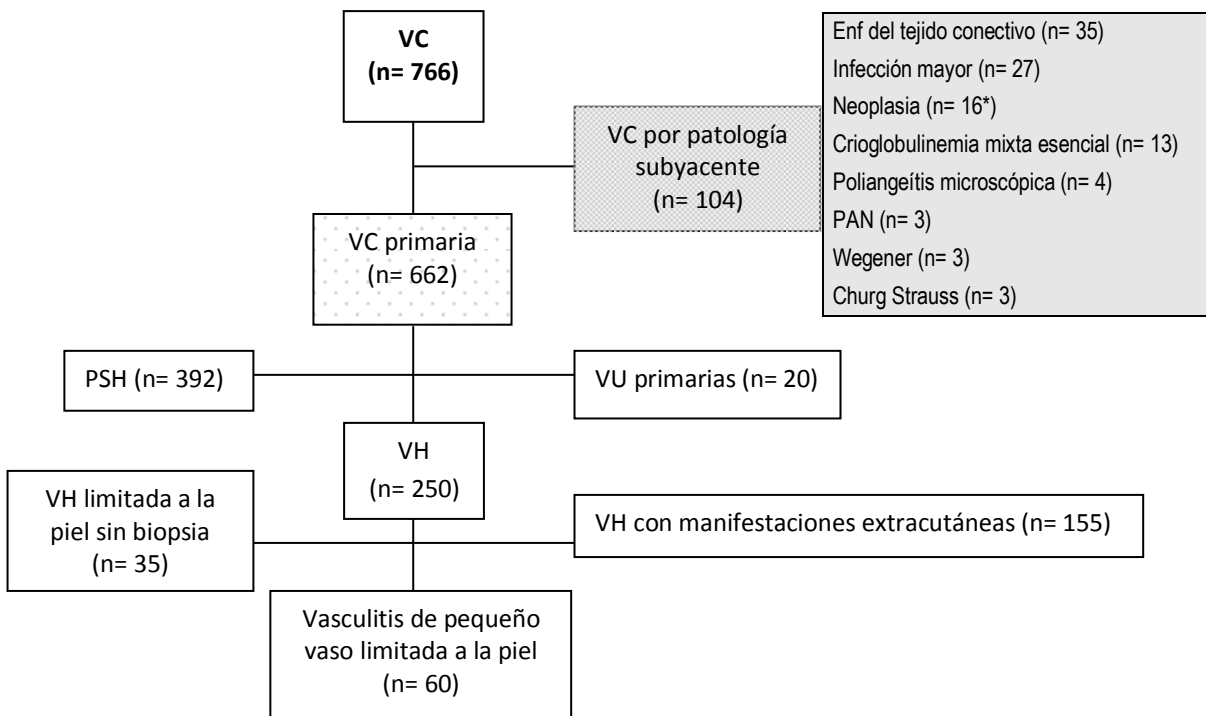 VC
(n= 766)
Enf del tejido conectivo (n= 35)
Infección mayor (n= 27)
Neoplasia (n= 16*)
Crioglobulinemia mixta esencial (n= 13)
Poliangeítis microscópica (n= 4)
PAN (n= 3)
Wegener (n= 3)
Churg Strauss (n= 3)
VC por patología
subyacente
(n= 104)
VC primaria
(n= 662)
PSH (n= 392)
VU primarias (n= 20)
VH
(n= 250)
VH limitada a la
piel sin biopsia
(n= 35)
VH con manifestaciones extracutáneas (n= 155)
Vasculitis de pequeño
vaso limitada a la piel
(n= 60)